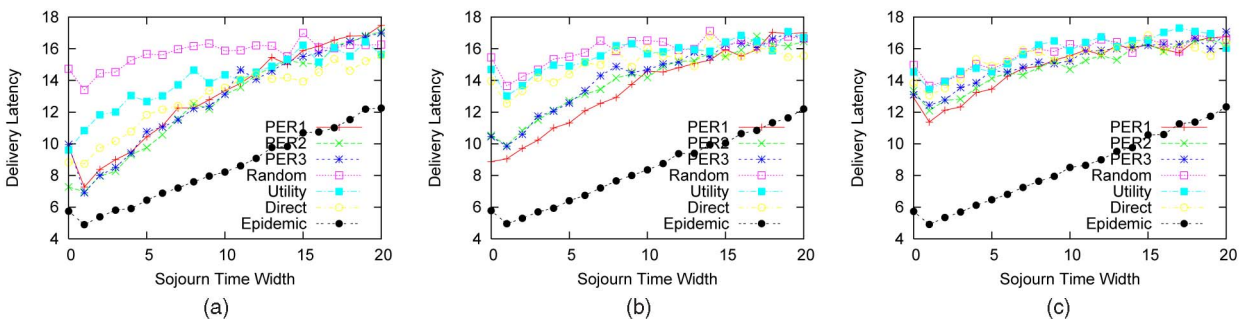 18
16
14
12
10
8
6
4
0 5 10 15 20
Delivery Latency
Sojourn Time Width
PER1
PER2
PER3
Random
Utility
Direct
Epidemic
(a)
18
16
14
12
10
8
6
4
0 5 10 15 20
Delivery Latency
Sojourn Time Width
PER1
PER2
PER3
Random
Utility
Direct
Epidemic
(b)
18
16
14
12
10
8
6
4
0 5 10 15 20
Delivery Latency
Sojourn Time Width
PER1
PER2
PER3
Random
Utility
Direct
Epidemic
(c)